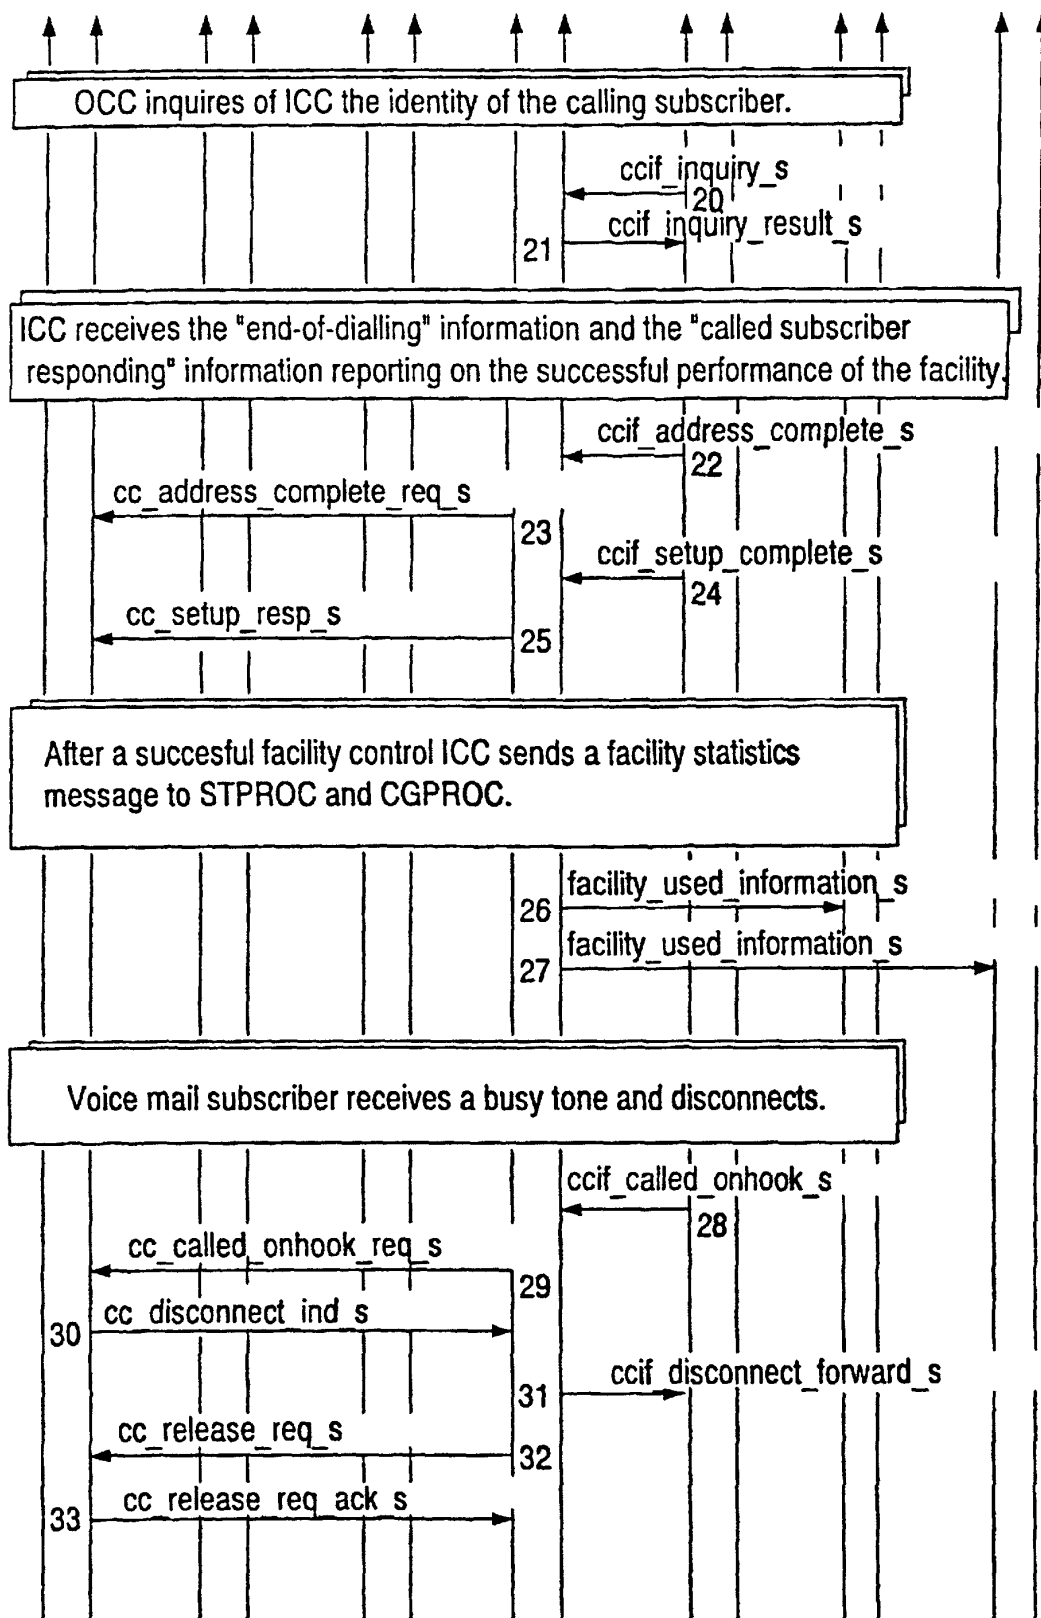 OCC inquires of ICC the identity of the calling subscriber.
ccif_inquiry_s
20
ccif_inquiry_result_s
21
ICC receives the "end-of-dialling" information and the "called subscriber
responding" information reporting on the successful performance of the facility.
ccif_address_complete_s
22
cc_address_complete_req_s
23
ccif_setup_complete_s
24
cc_setup_resp_s
25
After a succesful facility control ICC sends a facility statistics
message to STPROC and CGPROC.
facility_used_information_s
26
facility_used_information_s
27
Voice mail subscriber receives a busy tone and disconnects.
ccif_called_onhook_s
28
cc_called_onhook_req_s
29
cc_disconnect_ind_s
30
ccif_disconnect_forward_s
31
cc_release_req_s
32
cc_release_req_ack_s
33